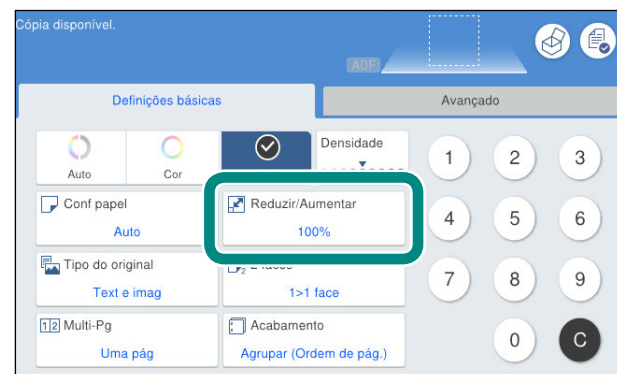 Cópia disponível.
ADF
Definições básicas
Avançado
Auto
Cor
Densidade
1
2
3
Conf papel
Auto
Reduzir/Aumentar
100%
4
5
6
Tipo do original
Text e imag
2
1>1 face
7
8
9
12 Multi-Pg
Uma pág
Acabamento
Agrupar (Ordem de pág.)
0
C